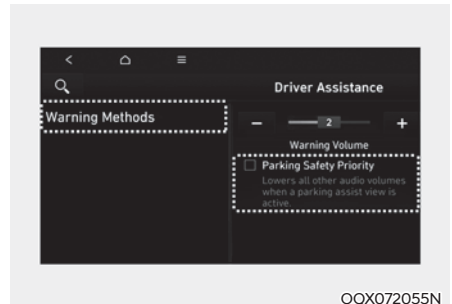 Driver Assistance
Warning Methods
2
Warning Volume
Parking Safety Priority
Lowers all other audio volumes
when a parking assist view is
active.
OOX072055N